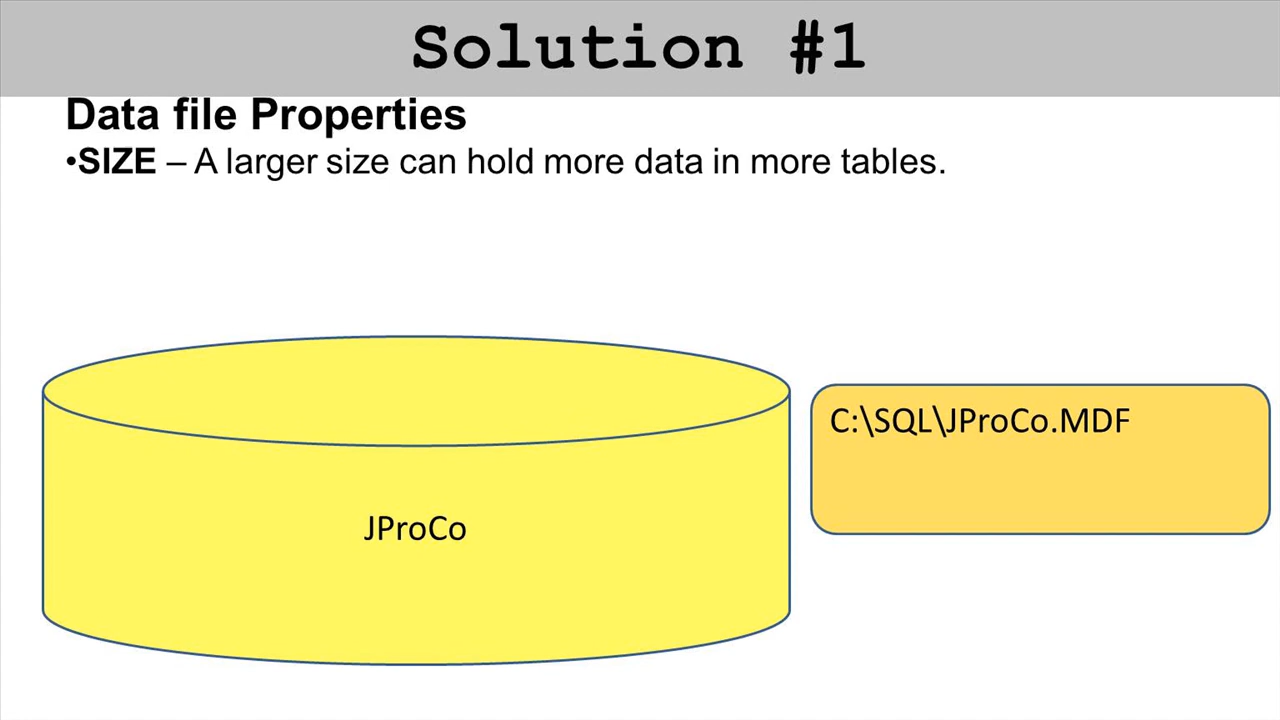 Solution #1
Data file Properties
•SIZE – A larger size can hold more data in more tables.
C:\SQL\JProCo.MDF
JProCo